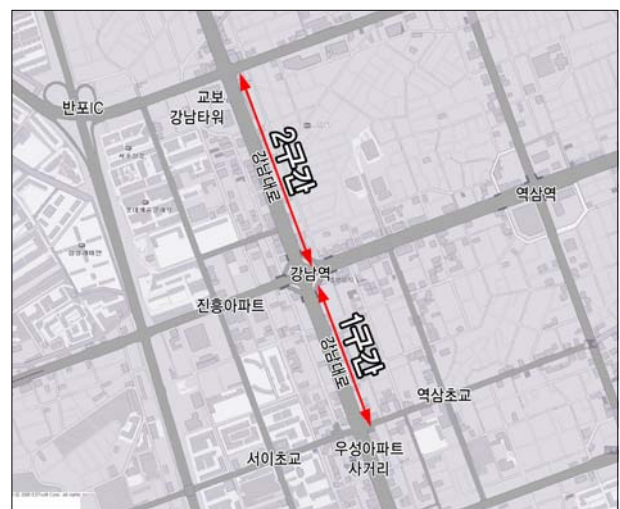 반포IC
교보
강남타워
2구간
강남대로
역삼역
강남역
진흥아파트
1구간
강남대로
역삼초교
서이초교
우성아파트
사거리